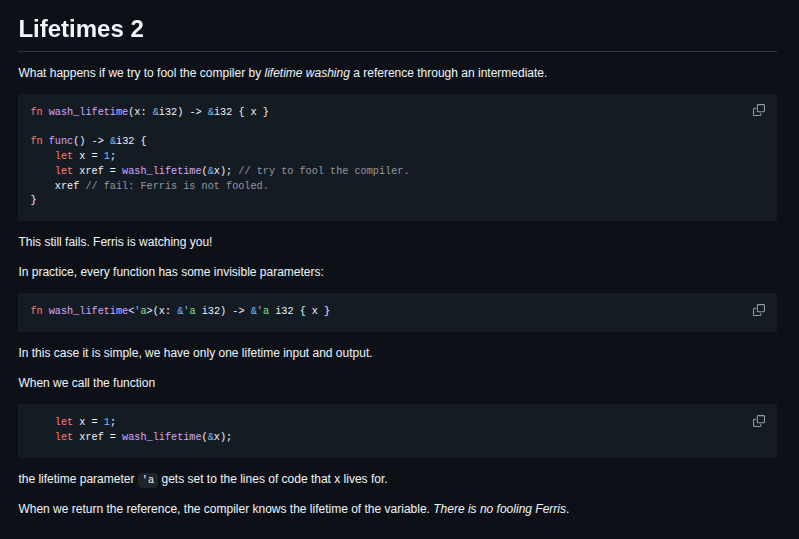 Lifetimes 2
What happens if we try to fool the compiler by lifetime washing a reference through an intermediate.
fn wash_lifetime(x: &i32) -> &i32 { x }
fn func() -> &i32 {
    let x = 1;
    let xref = wash_lifetime(&x); // try to fool the compiler.
    xref // fail: Ferris is not fooled.
}
This still fails. Ferris is watching you!
In practice, every function has some invisible parameters:
fn wash_lifetime<'a>(x: &'a i32) -> &'a i32 { x }
In this case it is simple, we have only one lifetime input and output.
When we call the function
    let x = 1;
    let xref = wash_lifetime(&x);
the lifetime parameter 'a gets set to the lines of code that x lives for.
When we return the reference, the compiler knows the lifetime of the variable. There is no fooling Ferris.